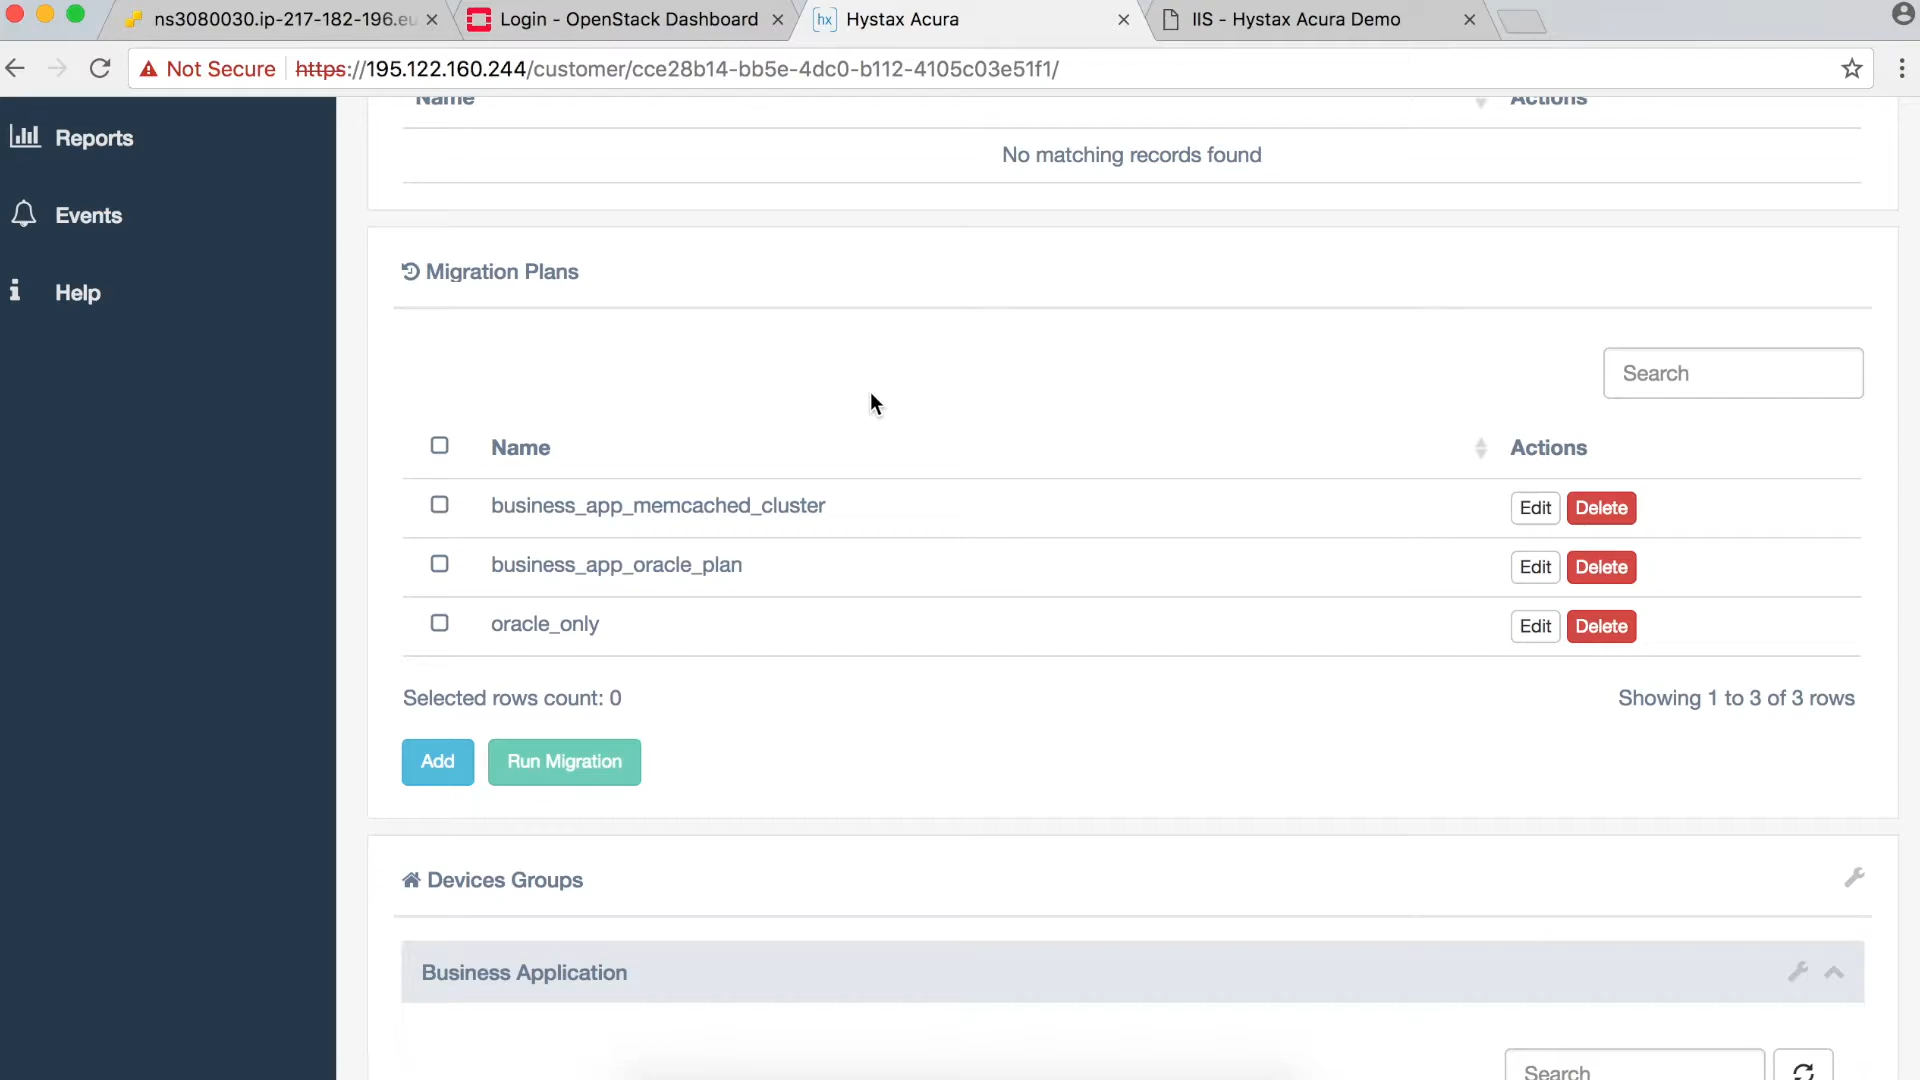 ns3080030.ip-217-182-196.eu
Login - OpenStack Dashboard
hx Hystax Acura
IIS - Hystax Acura Demo
Not Secure https://195.122.160.244/customer/cce28b14-bb5e-4dc0-b112-4105c03e51f1/
Name Actions
No matching records found
Reports
Events
Help
Migration Plans
Search
Name Actions
business_app_memcached_cluster Edit Delete
business_app_oracle_plan Edit Delete
oracle_only Edit Delete
Selected rows count: 0 Showing 1 to 3 of 3 rows
Add Run Migration
Devices Groups
Business Application
Search